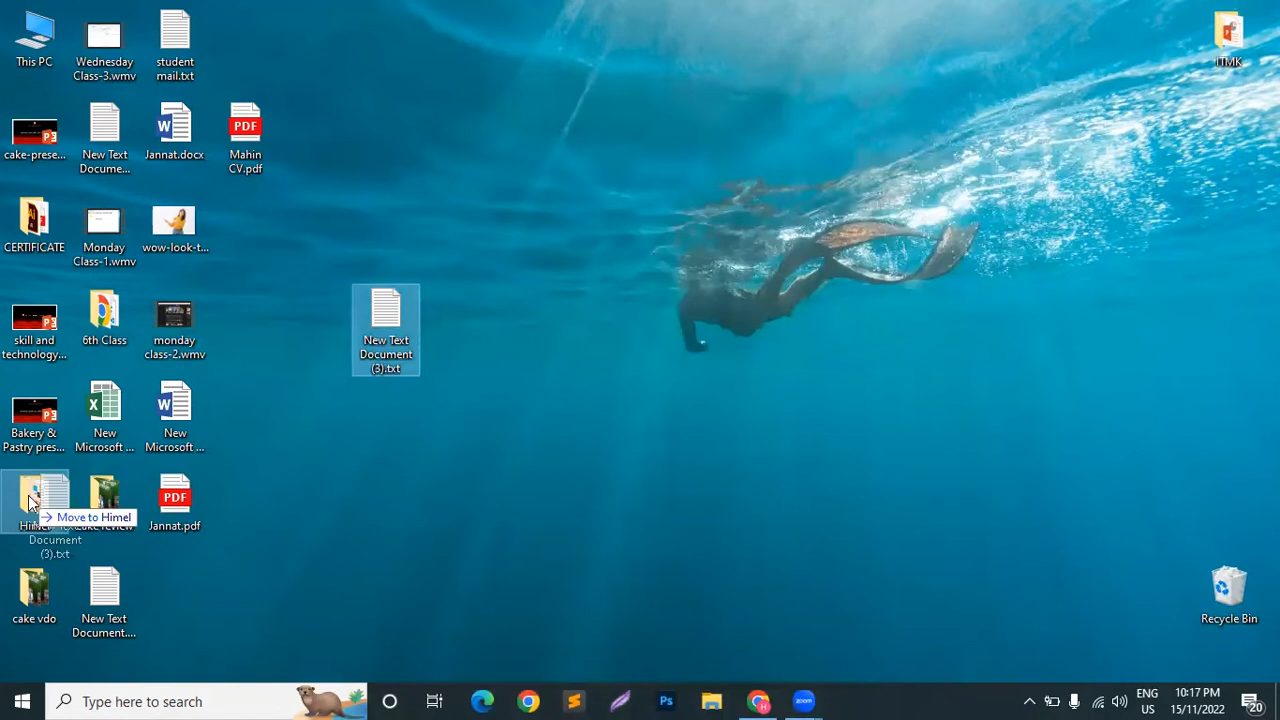 This PC
Wednesday
Class-3.wmv
student
mail.txt
ITMK
cake-prese...
New Text
Docume...
Jannat.docx
PDF
Mahin
CV.pdf
CERTIFICATE
Monday
Class-1.wmv
wow-look-t...
skill and
technology...
6th Class
monday
class-2.wmv
New Text
Document
(3).txt
Bakery &
Pastry pres...
New
Microsoft ...
New
Microsoft ...
Move to Himel
Document
(3).txt
PDF
Jannat.pdf
cake vdo
New Text
Document....
Recycle Bin
Type here to search
Ps
zoom
H
ENG
US
10:17 PM
15/11/2022
20